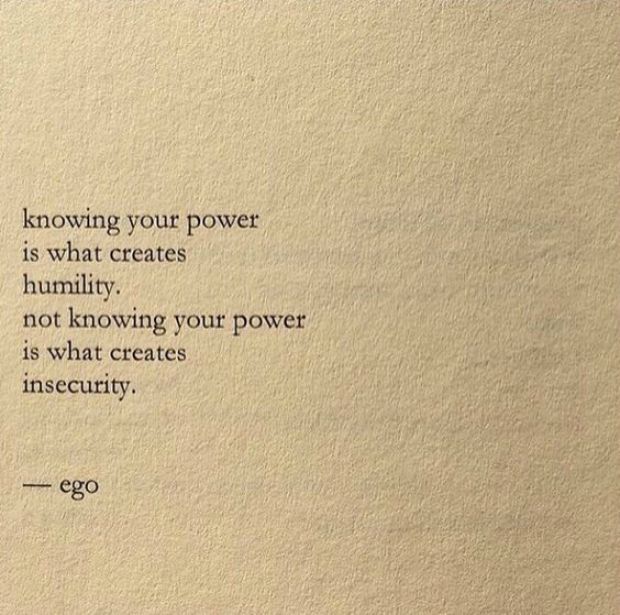 knowing your power
is what creates
humility.
not knowing your power
is what creates
insecurity.
— ego